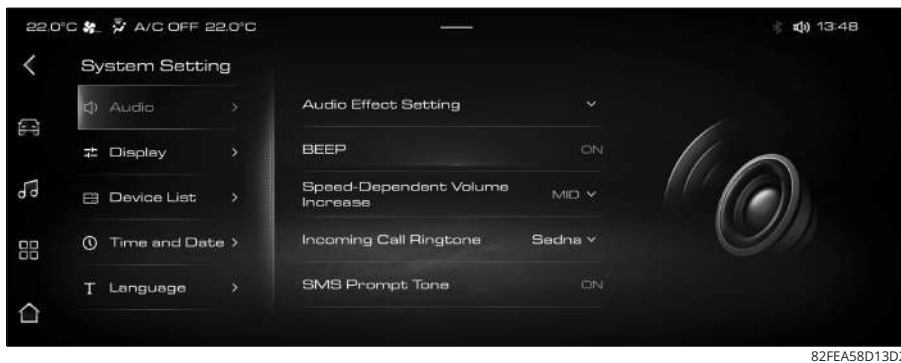 22.0°C A/C OFF 22.0°C 13:48
System Setting
Audio
Display
Device List
Time and Date
T Language
Audio Effect Setting
BEEP ON
Speed-Dependent Volume
Increase MID
Incoming Call Ringtone Sedna
SMS Prompt Tone ON
82FEA58D13D2